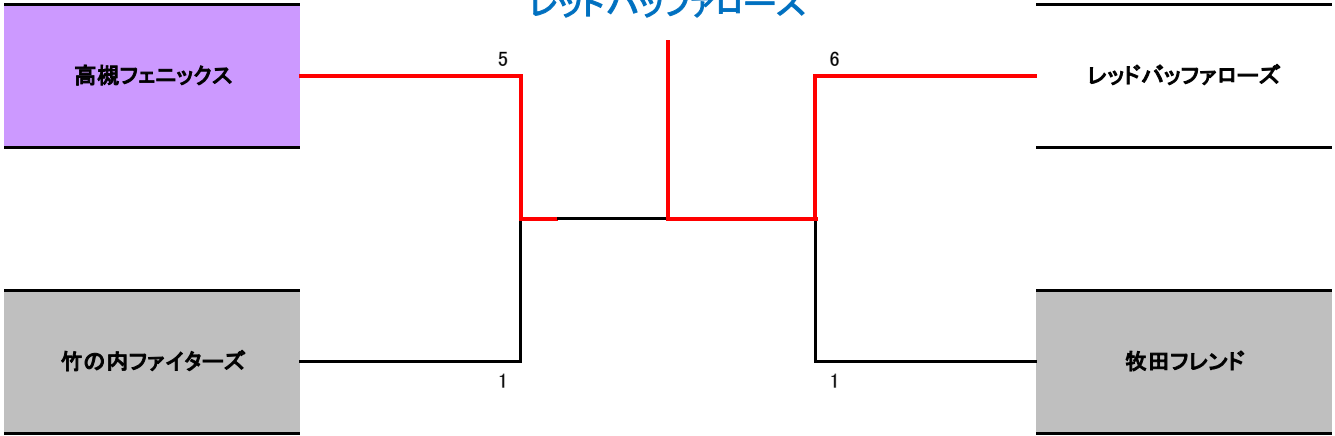 レッドバッファローズ
高槻フェニックス
5
6
レッドバッファローズ
竹の内ファイターズ
1
1
牧田フレンド